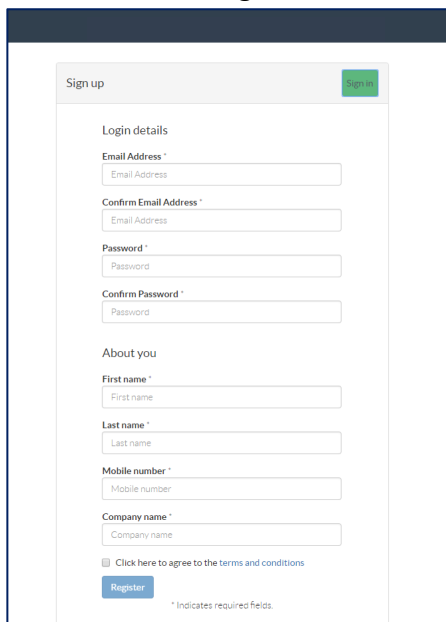 Sign up
Sign in
Login details
Email Address *
Email Address
Confirm Email Address *
Email Address
Password *
Password
Confirm Password *
Password
About you
First name *
First name
Last name *
Last name
Mobile number *
Mobile number
Company name *
Company name
Click here to agree to the terms and conditions
Register
* Indicates required fields.